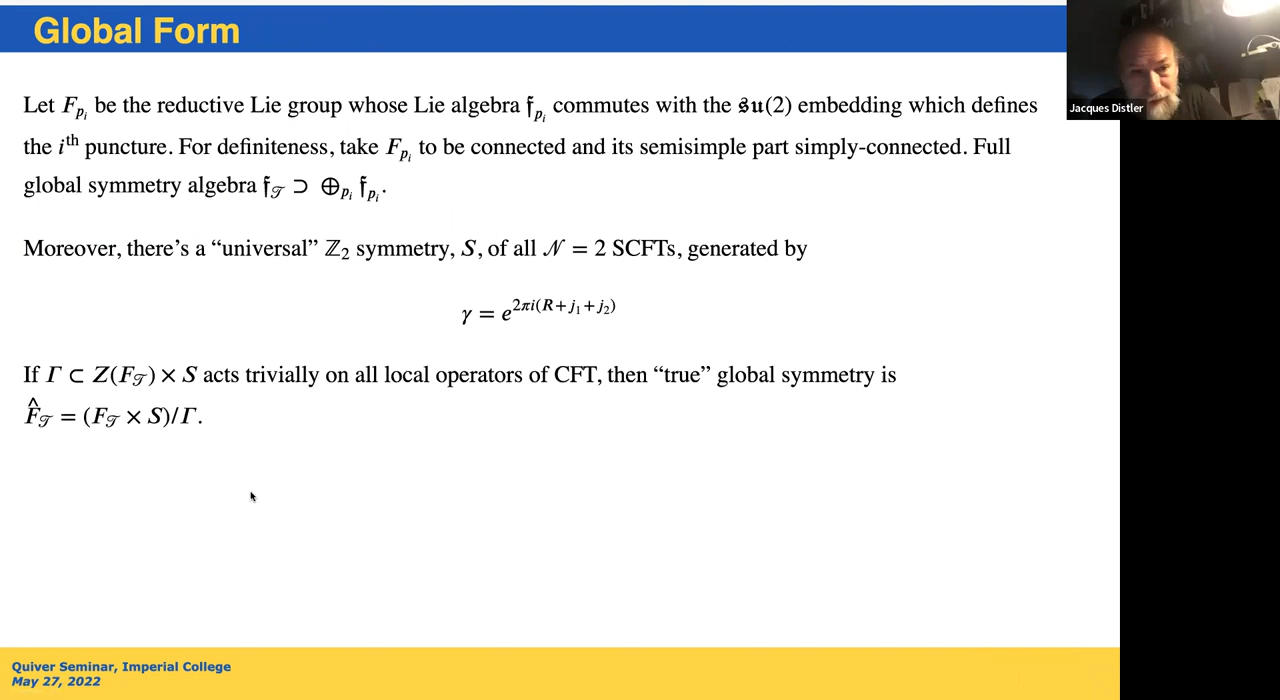 Global Form
Jacques Distler
Let F_{p_i} be the reductive Lie group whose Lie algebra 𝔣_{p_i} commutes with the 𝔰𝔲(2) embedding which defines
the i^{th} puncture. For definiteness, take F_{p_i} to be connected and its semisimple part simply-connected. Full
global symmetry algebra 𝔣_𝒯 ⊃ ⊕_{p_i} 𝔣_{p_i}.
Moreover, there's a “universal” ℤ₂ symmetry, S, of all 𝒩 = 2 SCFTs, generated by
γ = e^{2πi(R+j₁+j₂)}
If Γ ⊂ Z(F_𝒯) × S acts trivially on all local operators of CFT, then “true” global symmetry is
F̂_𝒯 = (F_𝒯 × S)/Γ.
Quiver Seminar, Imperial College
May 27, 2022